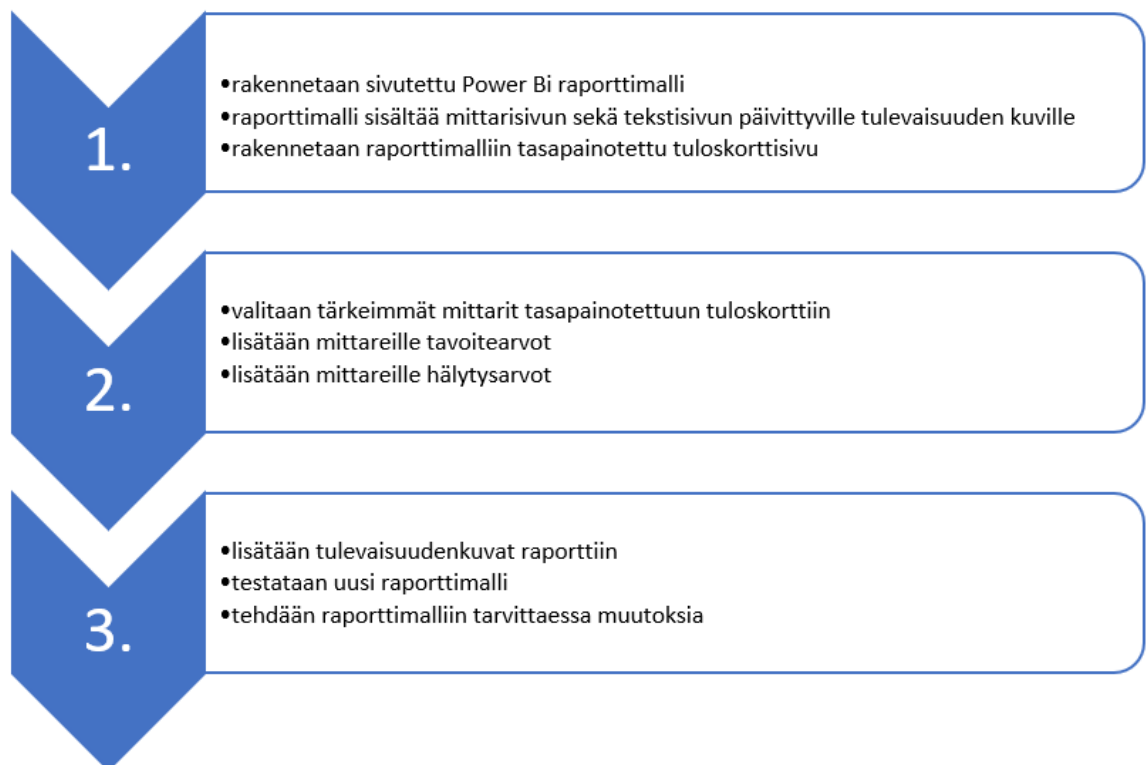 1.
•rakennetaan sivutettu Power Bi raporttimalli
•raporttimalli sisältää mittarisivun sekä tekstisivun päivittyville tulevaisuuden kuville
•rakennetaan raporttimalliin tasapainotettu tuloskorttisivu
2.
•valitaan tärkeimmät mittarit tasapainotettuun tuloskorttiin
•lisätään mittareille tavoitearvot
•lisätään mittareille hälytysarvot
3.
•lisätään tulevaisuudenkuvat raporttiin
•testataan uusi raporttimalli
•tehdään raporttimalliin tarvittaessa muutoksia